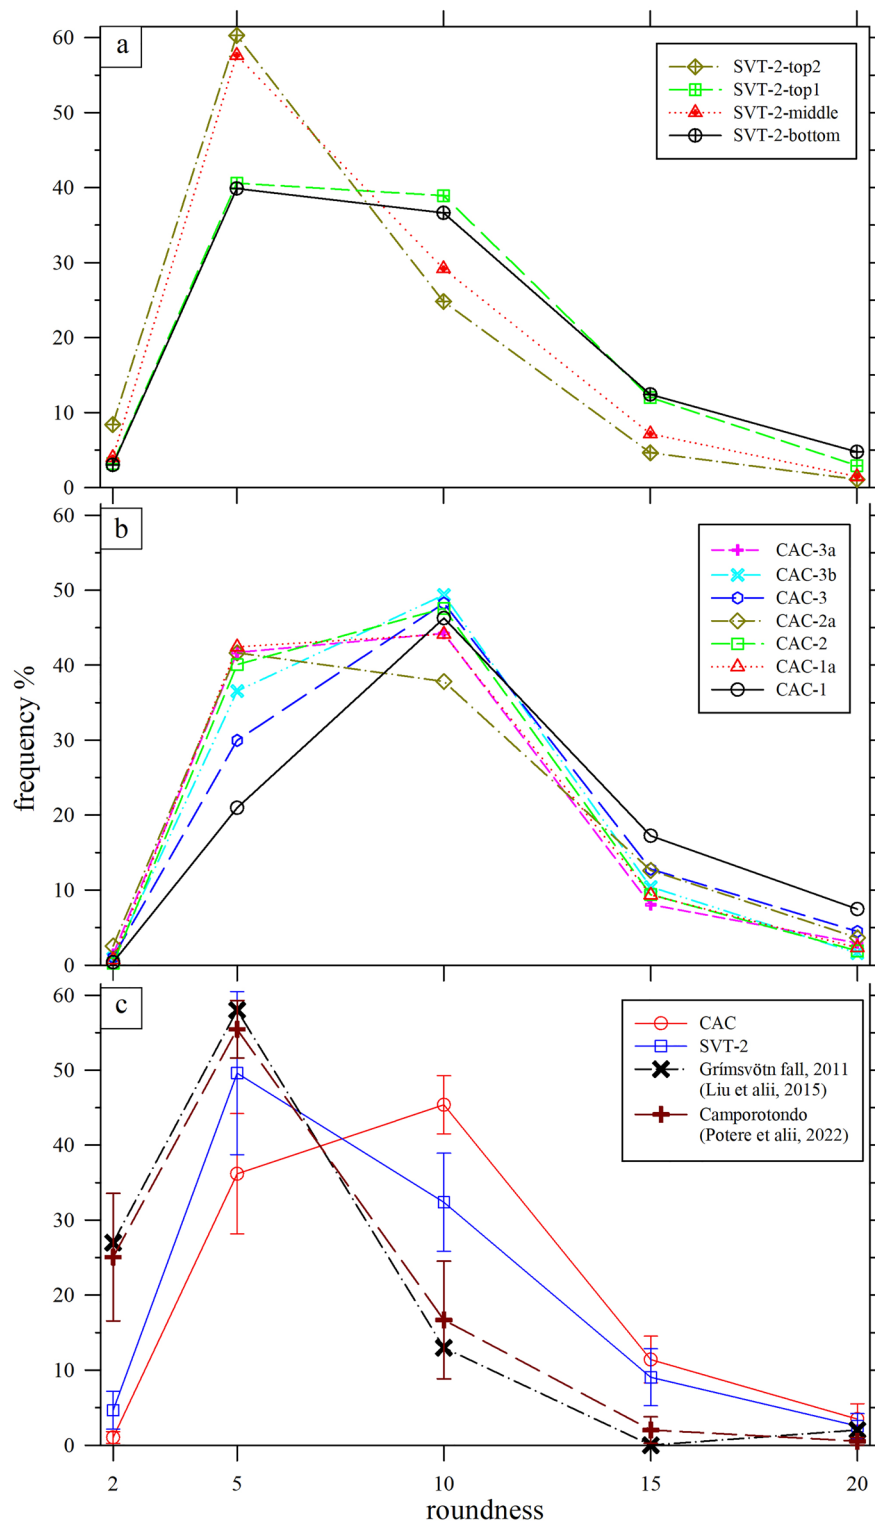 a
60
50
40
30
20
10
0
SVT-2-top2
SVT-2-top1
SVT-2-middle
SVT-2-bottom
b
60
50
40
30
20
10
0
CAC-3a
CAC-3b
CAC-3
CAC-2a
CAC-2
CAC-1a
CAC-1
frequency %
c
60
50
40
30
20
10
0
CAC
SVT-2
Grímsvötn fall, 2011
(Liu et alii, 2015)
Camporotondo
(Potere et alii, 2022)
2 5 10 15 20
roundness